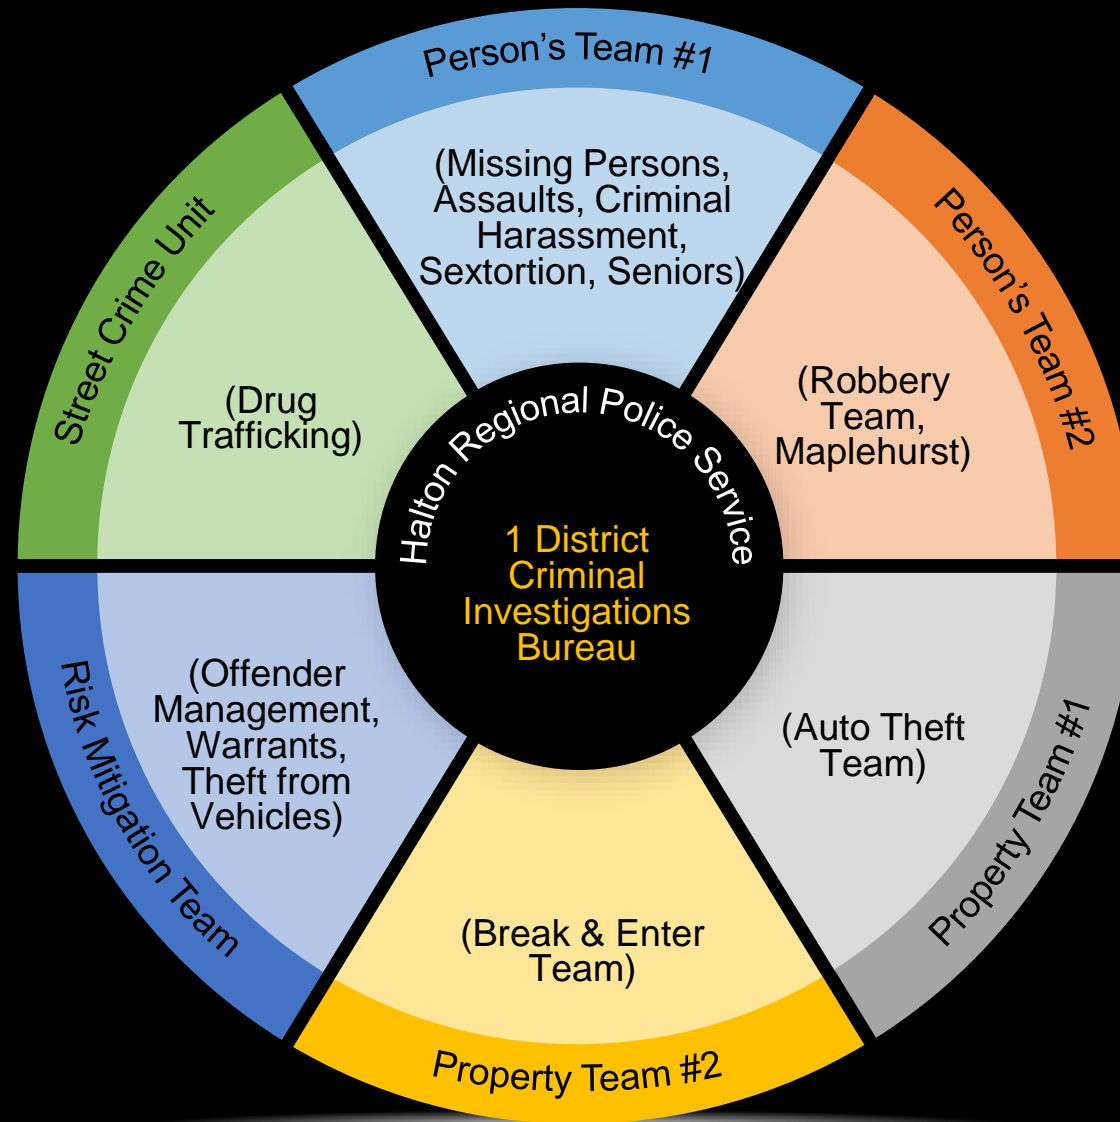 Person's Team #1
(Missing Persons,
Assaults, Criminal
Harassment,
Sextortion, Seniors)
Person's Team #2
(Robbery
Team,
Maplehurst)
Property Team #1
(Auto Theft
Team)
Property Team #2
(Break & Enter
Team)
Risk Mitigation Team
(Offender
Management,
Warrants,
Theft from
Vehicles)
Street Crime Unit
(Drug
Trafficking)
Halton Regional Police Service
1 District
Criminal
Investigations
Bureau